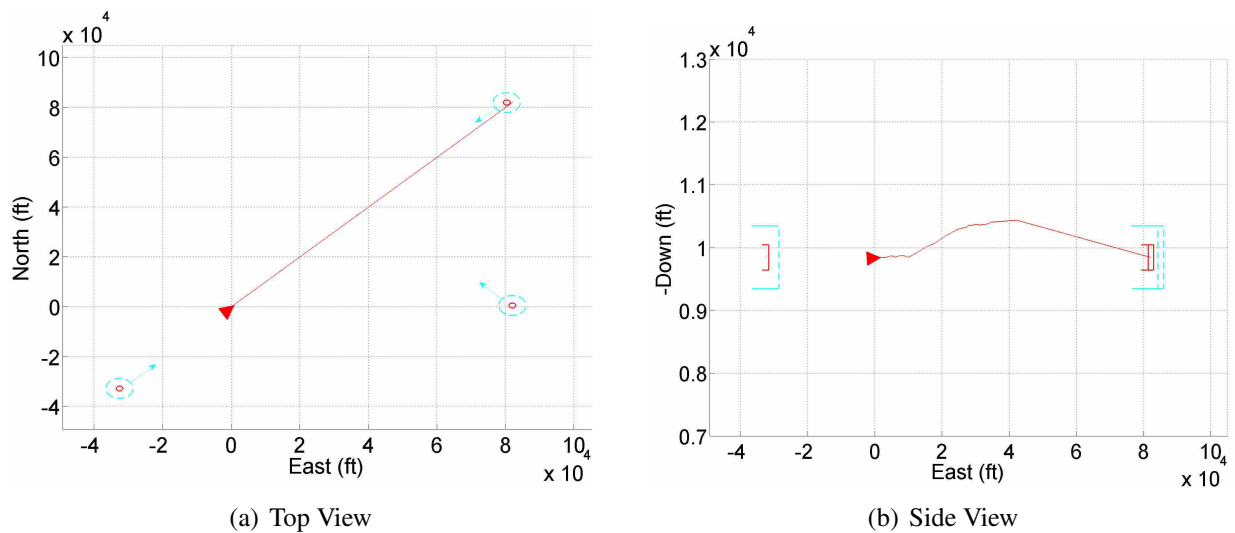 x 10 4
10
8
6
4
2
0
-2
-4
-4 -2 0 2 4 6 8 10
x 10 4
North (ft)
East (ft)
(a) Top View
x 10 4
1.3
1.2
1.1
1
0.9
0.8
0.7
-4 -2 0 2 4 6 8 10
x 10 4
-Down (ft)
East (ft)
(b) Side View